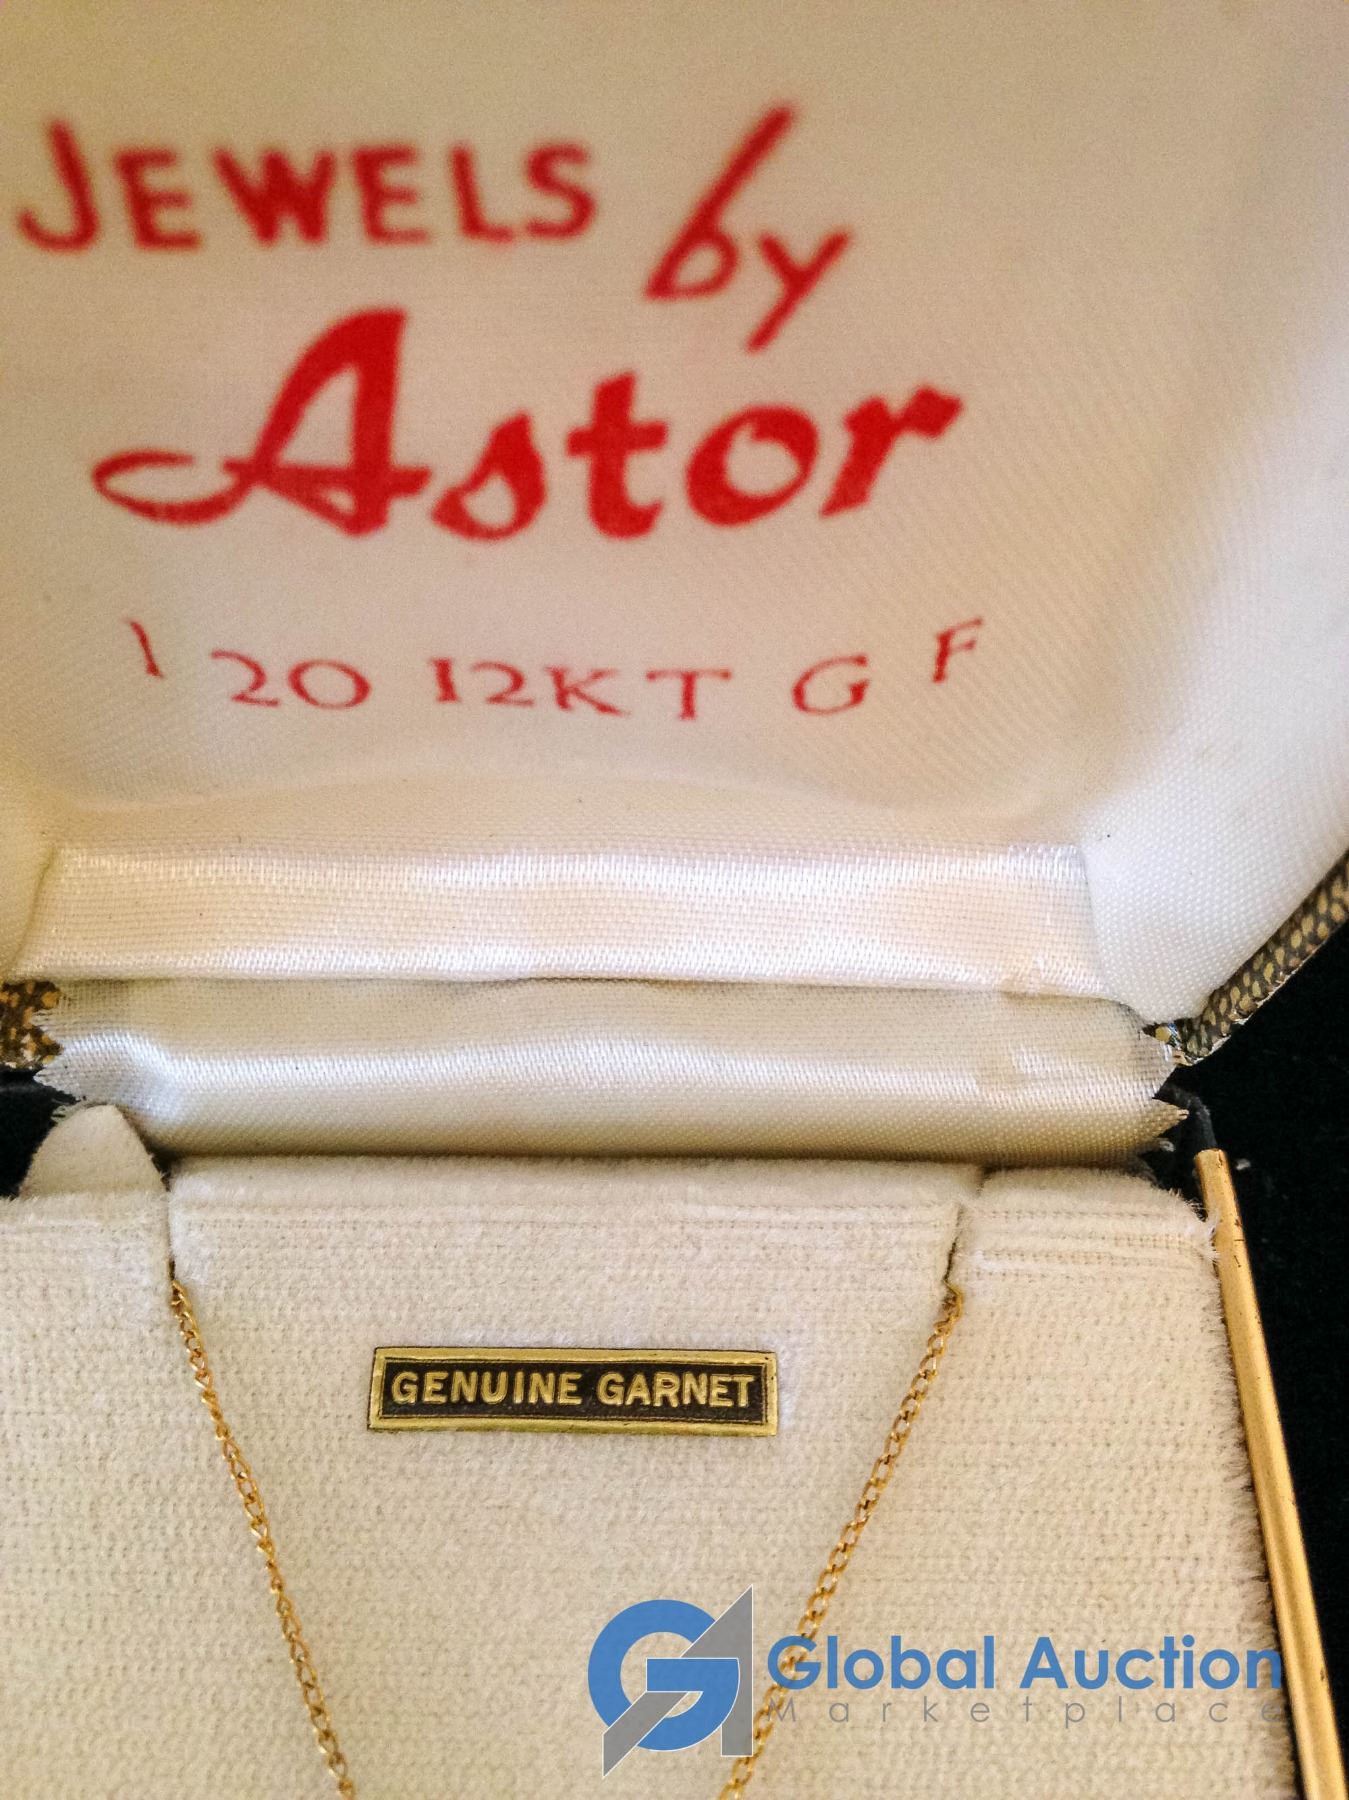 JEWELS by
Astor
1 20 12KT G F
GENUINE GARNET
Global Auction
Marketplace